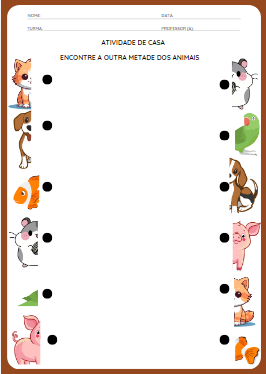 NOME
DATA
TURMA
PROFESSOR (A)
ATIVIDADE DE CASA
ENCONTRE A OUTRA METADE DOS ANIMAIS